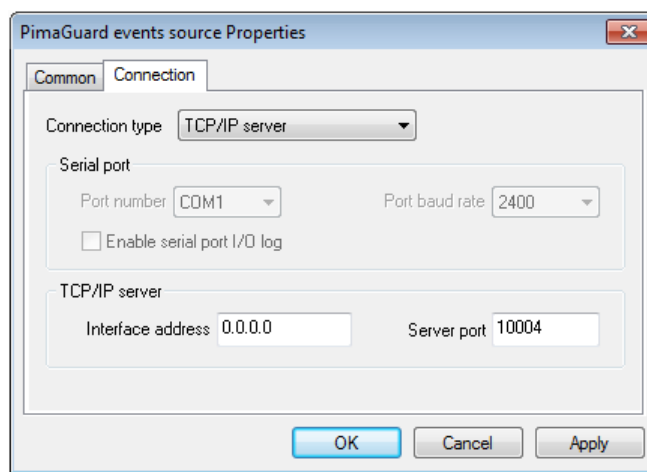 PimaGuard events source Properties
Common Connection
Connection type TCP/IP server
Serial port
Port number COM1 Port baud rate 2400
Enable serial port I/O log
TCP/IP server
Interface address 0.0.0.0 Server port 10004
OK Cancel Apply